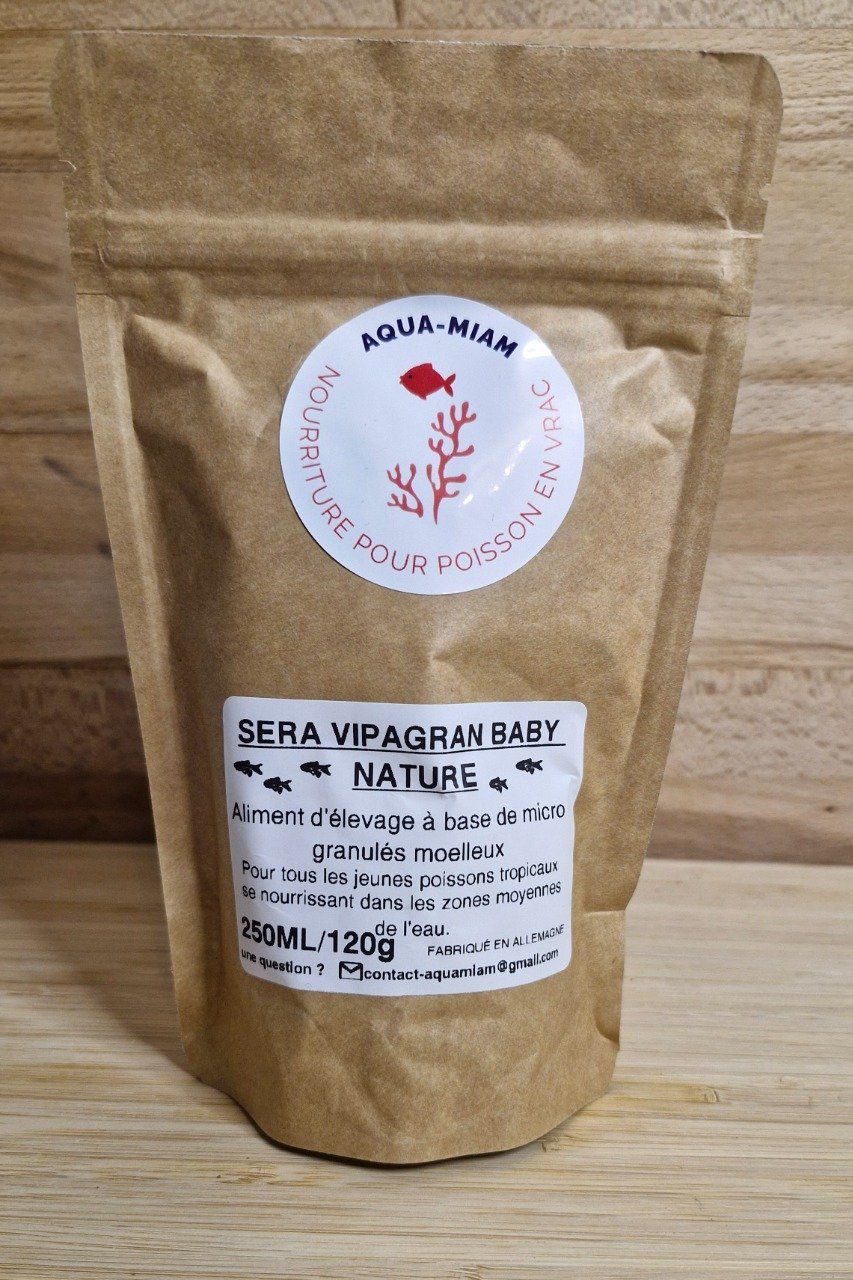 AQUA-MIAM
NOURRITURE POUR POISSON EN VRAC
SERA VIPAGRAN BABY
NATURE
Aliment d'élevage à base de micro
granulés moelleux
Pour tous les jeunes poissons tropicaux
se nourrissant dans les zones moyennes
de l'eau.
250ML/120g
FABRIQUÉ EN ALLEMAGNE
une question ? contact-aquamiam@gmail.com